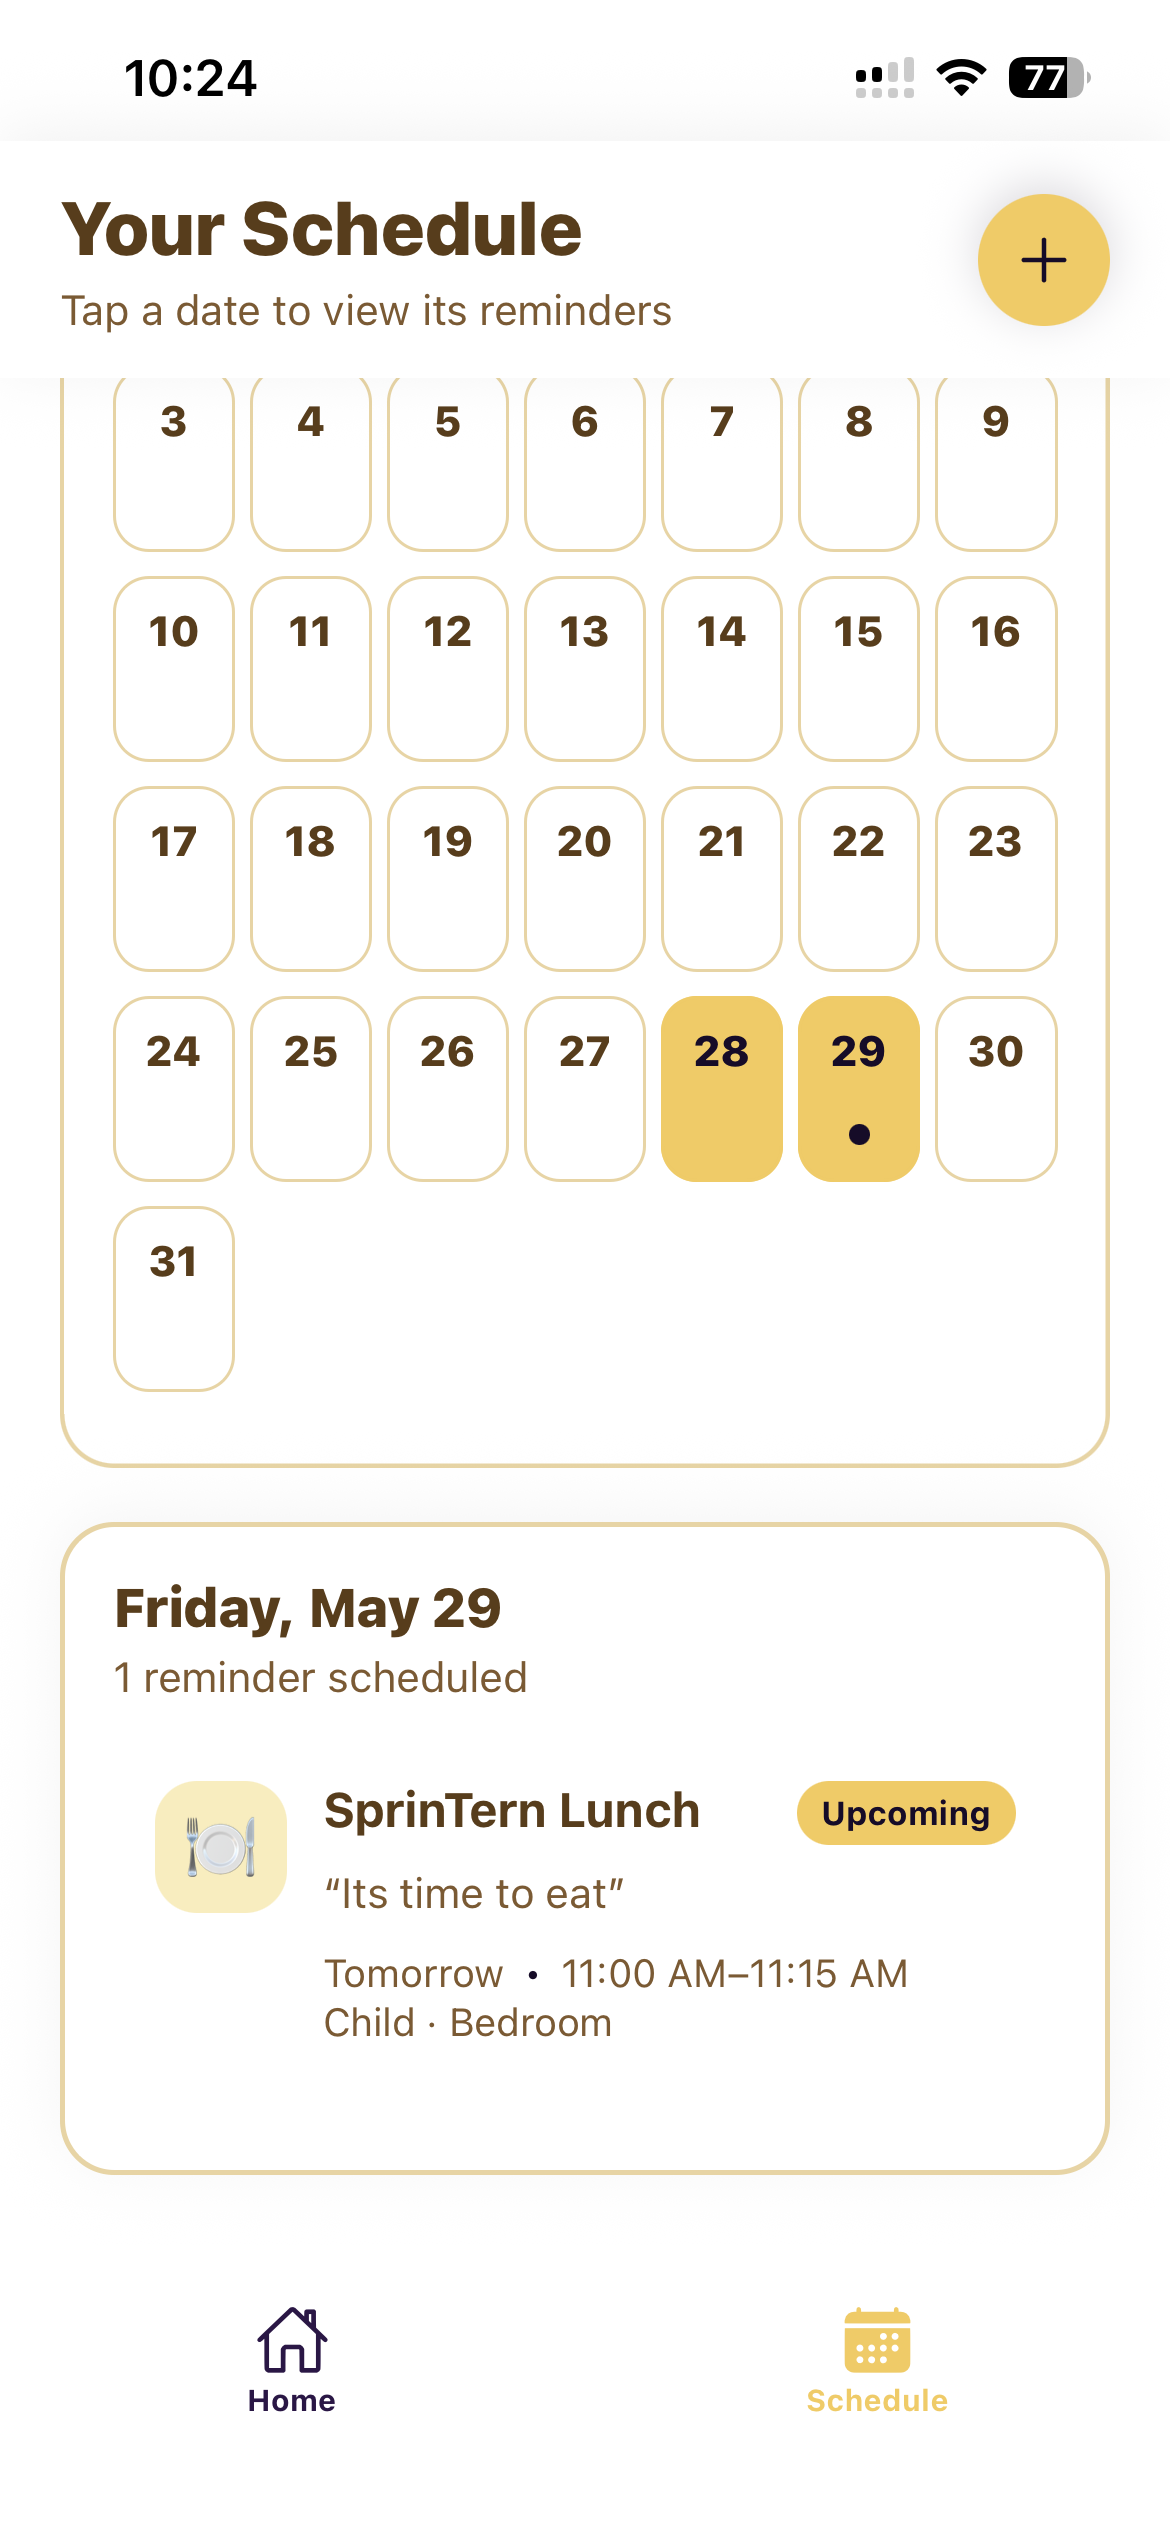 10:24
77
Your Schedule
Tap a date to view its reminders
3 4 5 6 7 8 9
10 11 12 13 14 15 16
17 18 19 20 21 22 23
24 25 26 27 28 29 30
31
Friday, May 29
1 reminder scheduled
SprinTern Lunch Upcoming
“Its time to eat”
Tomorrow • 11:00 AM–11:15 AM
Child · Bedroom
Home Schedule